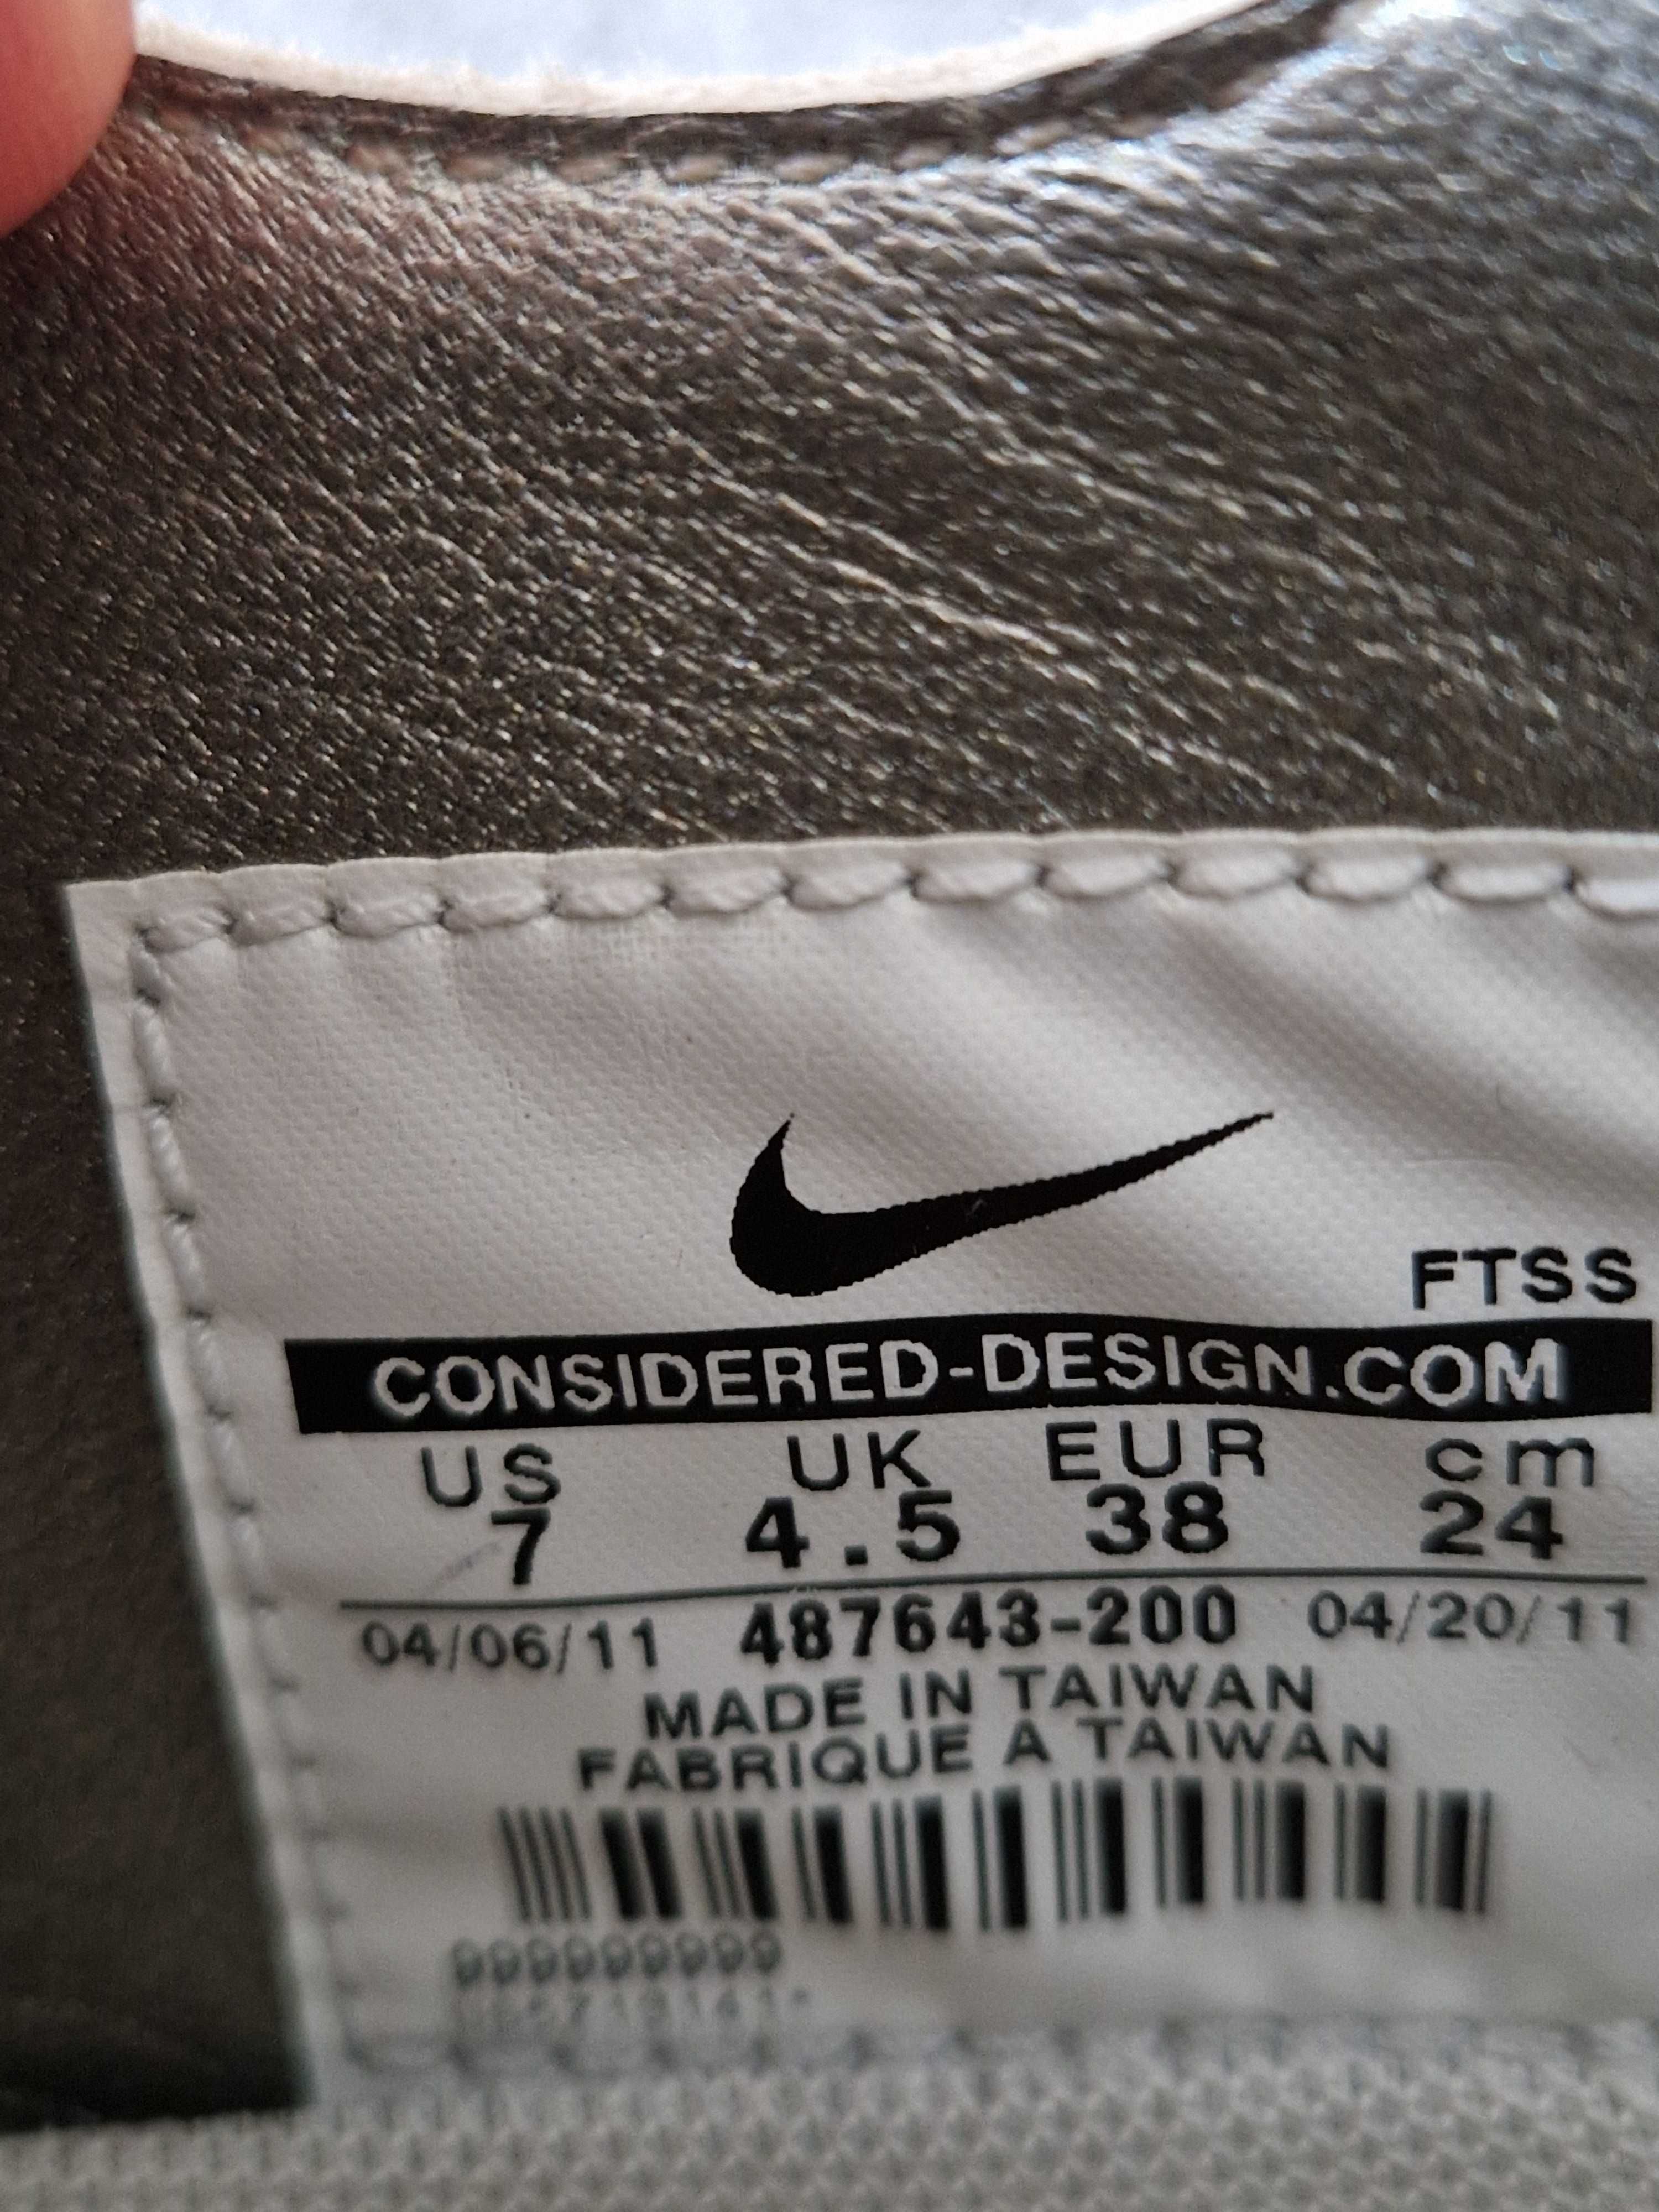 FTSS
CONSIDERED-DESIGN.COM
US UK EUR cm
7 4.5 38 24
04/06/11 487643-200 04/20/11
MADE IN TAIWAN
FABRIQUE A TAIWAN